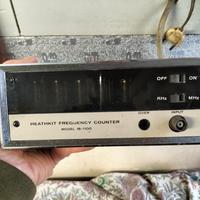 OFF ON
KHz MHz
HEATHKIT FREQUENCY COUNTER
MODEL IB-1100
OVER INPUT